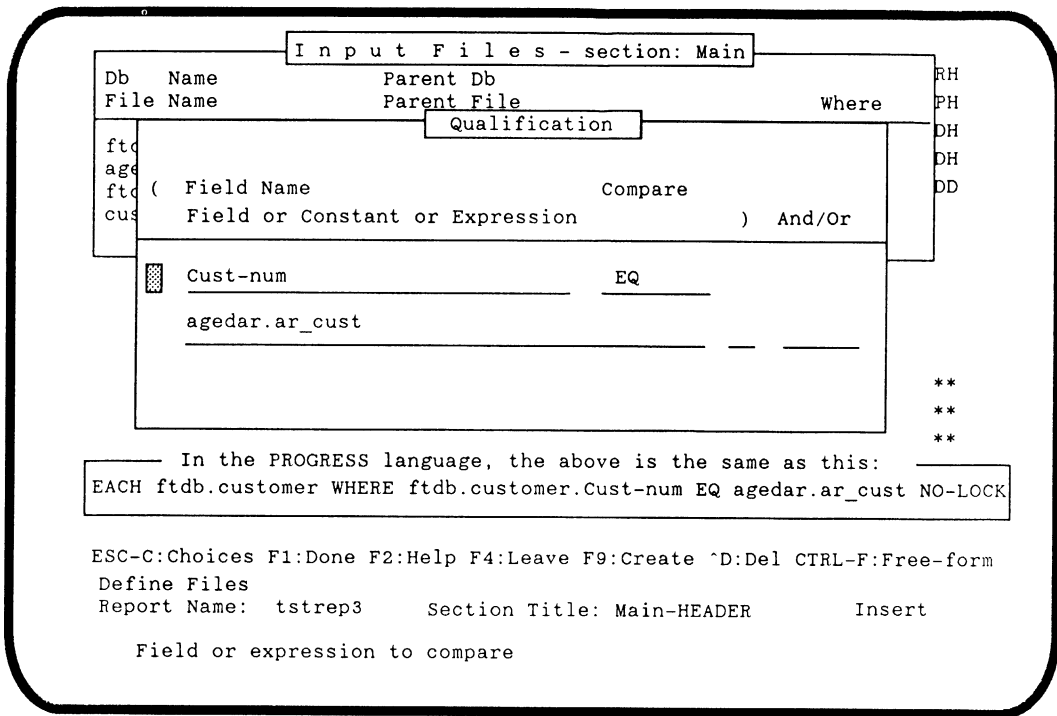 I n p u t  F i l e s - section: Main
Db Name Parent Db RH
File Name Parent File Where PH
Qualification
DH
ftd
age DH
ftd ( Field Name Compare DD
cus Field or Constant or Expression ) And/Or
Cust-num EQ
agedar.ar_cust
**
**
**
In the PROGRESS language, the above is the same as this:
EACH ftdb.customer WHERE ftdb.customer.Cust-num EQ agedar.ar_cust NO-LOCK
ESC-C:Choices F1:Done F2:Help F4:Leave F9:Create ^D:Del CTRL-F:Free-form
Define Files
Report Name: tstrep3 Section Title: Main-HEADER Insert
Field or expression to compare